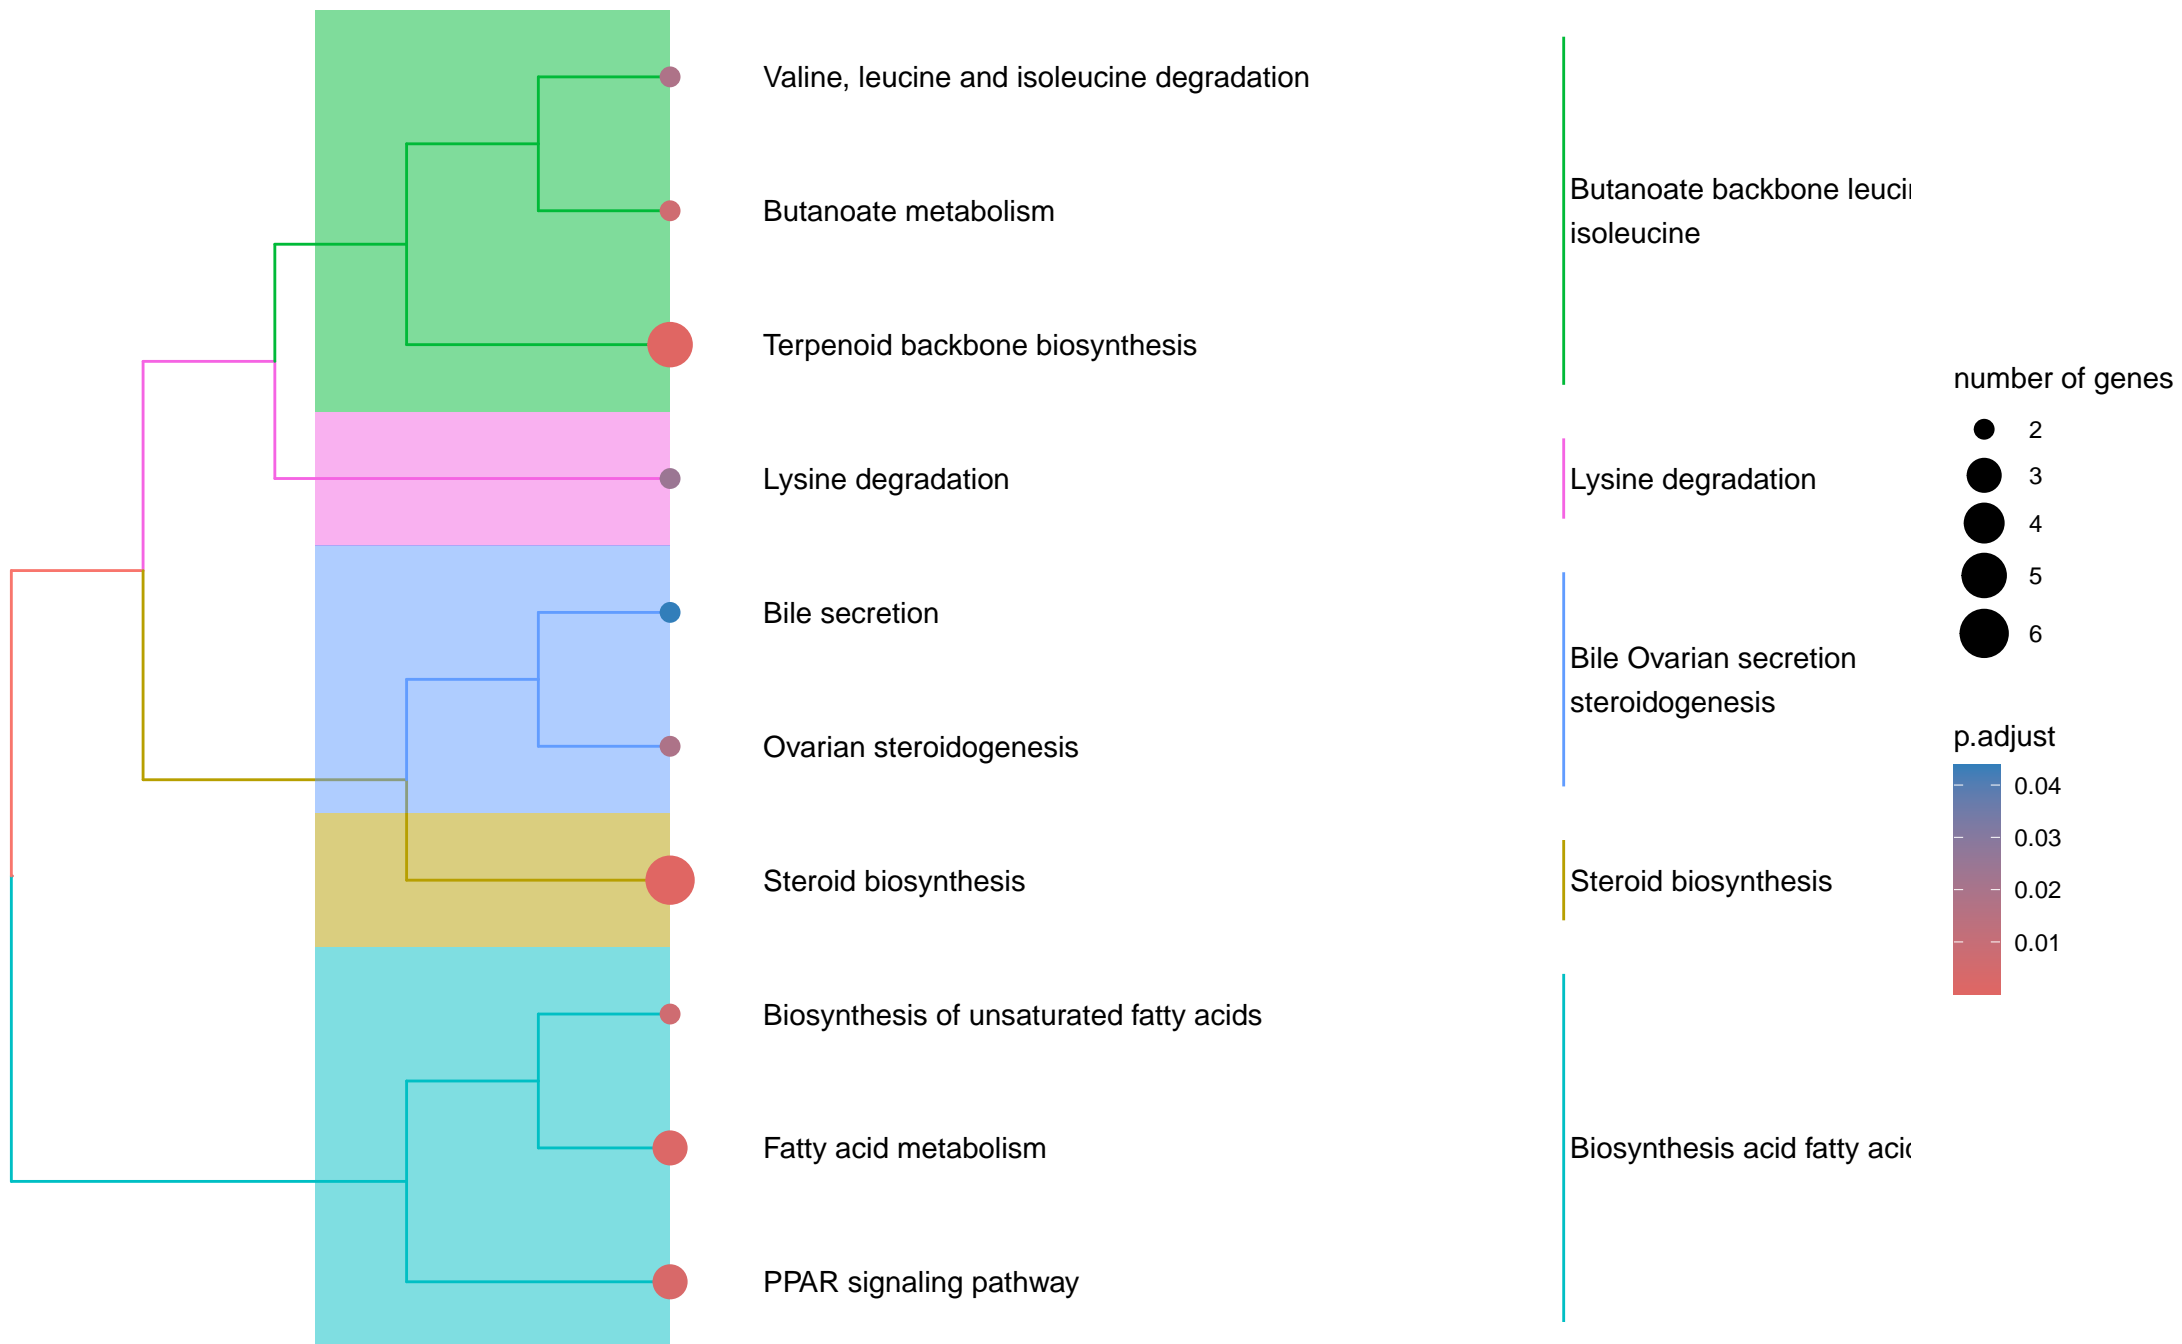 Valine, leucine and isoleucine degradation
Butanoate metabolism
Terpenoid backbone biosynthesis
Lysine degradation
Bile secretion
Ovarian steroidogenesis
Steroid biosynthesis
Biosynthesis of unsaturated fatty acids
Fatty acid metabolism
PPAR signaling pathway
Butanoate backbone
isoleucine
Lysine degradation
Bile Ovarian secretion
steroidogenesis
Steroid biosynthesis
Biosynthesis acid fatty
number of genes
2
3
4
5
6
p.adjust
0.04
0.03
0.02
0.01